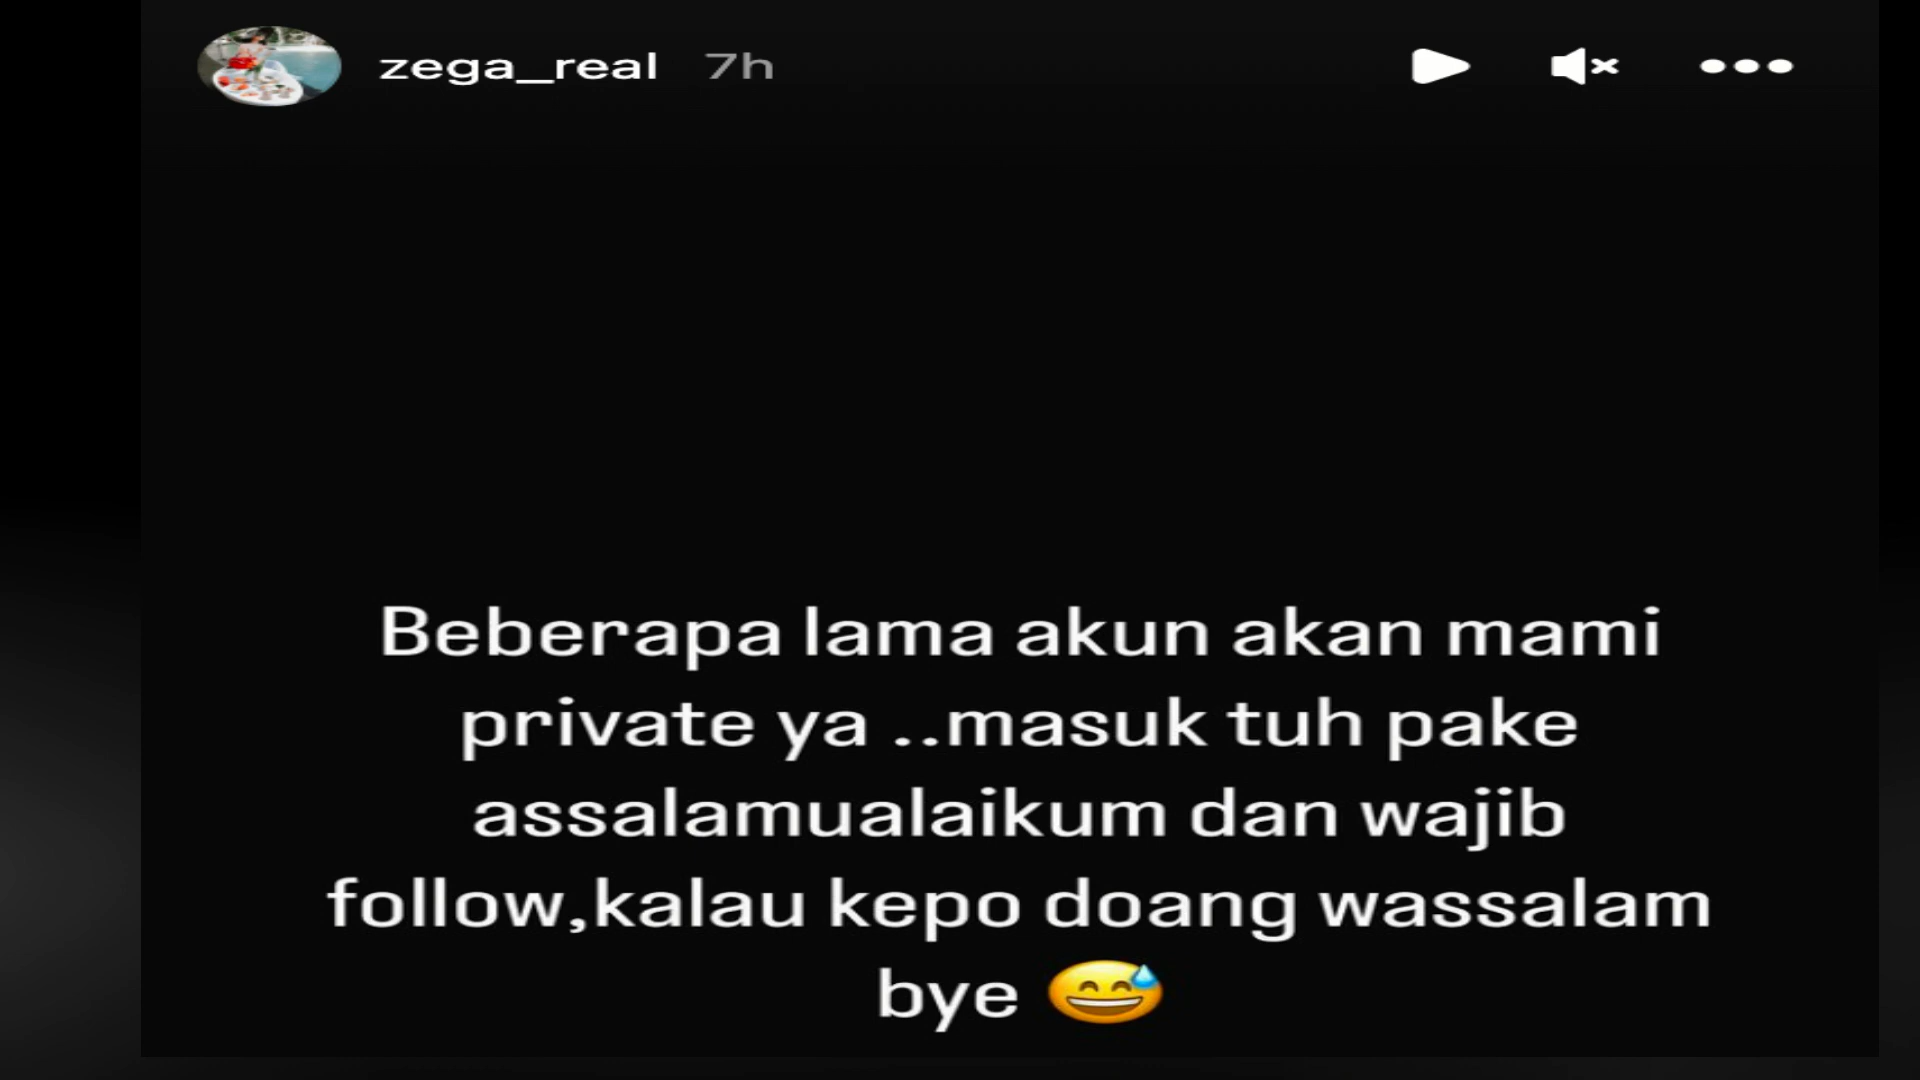 zega_real 7h
Beberapa lama akun akan mami
private ya ..masuk tuh pake
assalamualaikum dan wajib
follow,kalau kepo doang wassalam
bye 😅